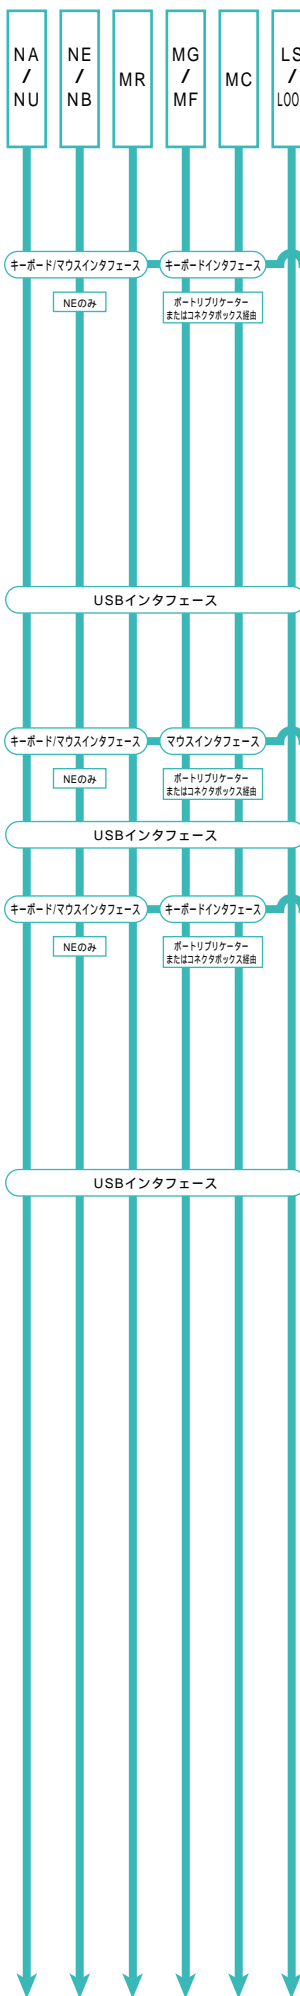 NA
/
NU
NE
/
NB
MR
MG
/
MF
MC
LS
/
LOO
キーボード/マウスインタフェース
キーボードインタフェース
NEのみ
ポートリプリケーター
またはコネクタボックス経由
USBインタフェース
キーボード/マウスインタフェース
マウスインタフェース
NEのみ
ポートリプリケーター
またはコネクタボックス経由
USBインタフェース
キーボード/マウスインタフェース
キーボードインタフェース
NEのみ
ポートリプリケーター
またはコネクタボックス経由
USBインタフェース